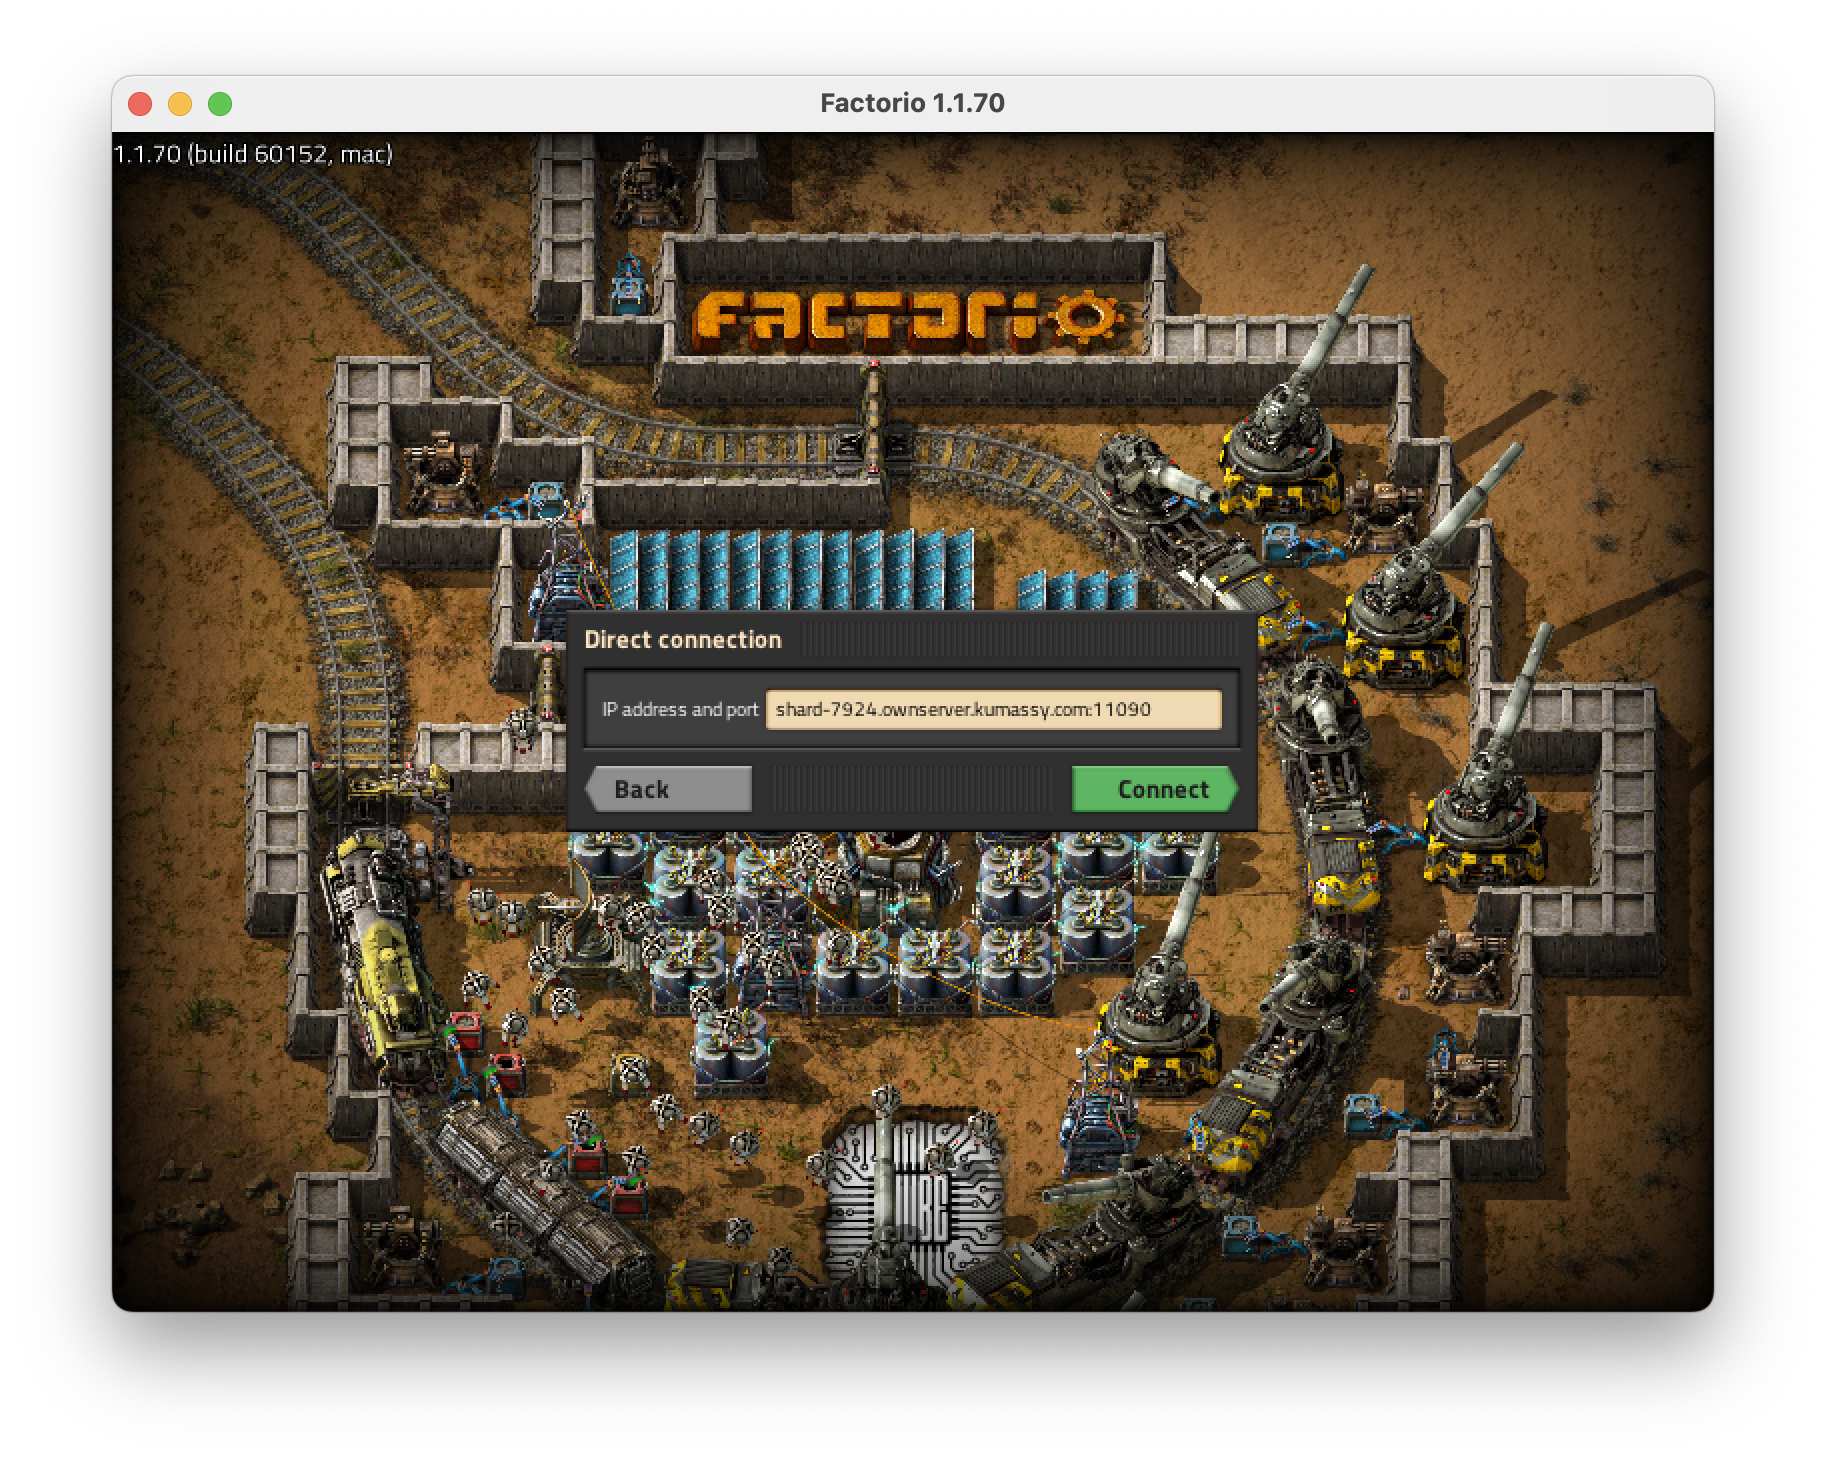 Factorio 1.1.70
1.1.70 (build 60152, mac)
FACTORIO
Direct connection
IP address and port
shard-7924.ownserver.kumassy.com:11090
Back
Connect